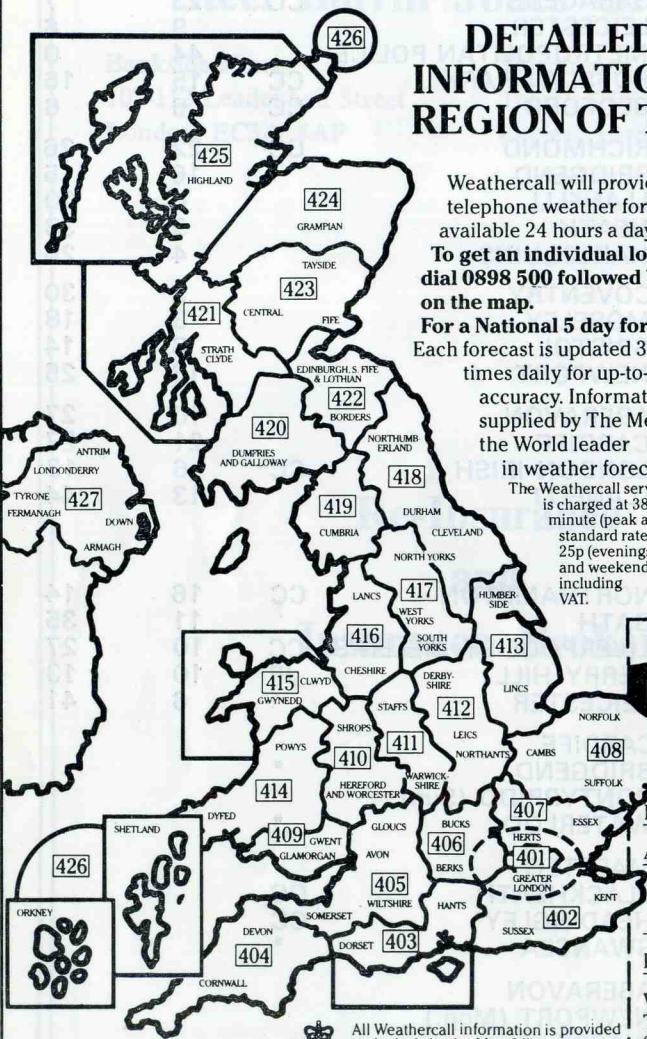 DETAILED
INFORMATIO
REGION OF
Weathercall will provid
telephone weather for
available 24 hours a day
To get an individual lo
dial 0898 500 followed
on the map.
For a National 5 day for
Each forecast is updated 3
times daily for up-to-
accuracy. Informat
supplied by The Me
the World leader
in weather forec
The Weathercall serv
is charged at 38
minute (peak a
standard rate
25p (evenings
and weekend
including
VAT.
426
425
HIGHLAND
424
GRAMPIAN
TAYSIDE
423
CENTRAL
FIFE
421
STRATH
CLYDE
EDINBURGH, S. FIFE
& LOTHIAN
422
BORDERS
420
DUMFRIES
AND GALLOWAY
NORTHUMB
ERLAND
418
DURHAM
CLEVELAND
ANTRIM
LONDONDERRY
TYRONE
427
FERMANAGH
DOWN
ARMAGH
419
CUMBRIA
NORTH YORKS
LANCS
417
WEST
YORKS
HUMBER-
SIDE
416
SOUTH
YORKS
413
CHESHIRE
DERBY-
SHIRE
LINCS
415
CLWYD
GWYNEDD
STAFFS
412
NORFOLK
SHROPS
POWYS
410
411
LEICS
CAMBS
408
NORTHANTS
SUFFOLK
414
HEREFORD
AND WORCESTER
WARWICK-
SHIRE
407
DYFED
GLOUCS
BUCKS
ESSEX
HERTS
409
GWENT
406
401
GLAMORGAN
AVON
BERKS
GREATER
LONDON
405
KENT
WILTSHIRE
HANTS
402
SOMERSET
SUSSEX
SHETLAND
426
ORKNEY
DEVON
404
DORSET
403
CORNWALL
All Weathercall information is provided